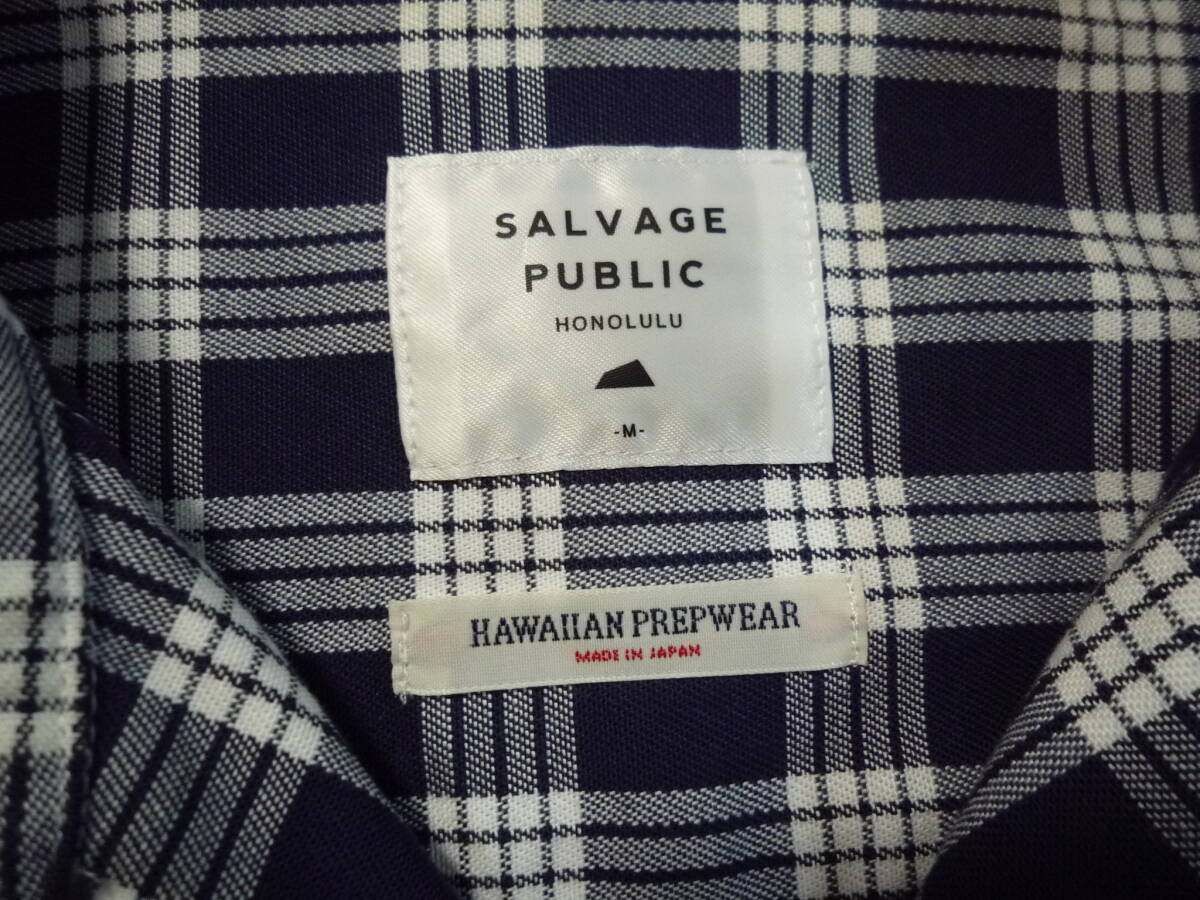 SALVAGE
PUBLIC
HONOLULU
-M-
HAWAIIAN PREPWEAR
MADE IN JAPAN